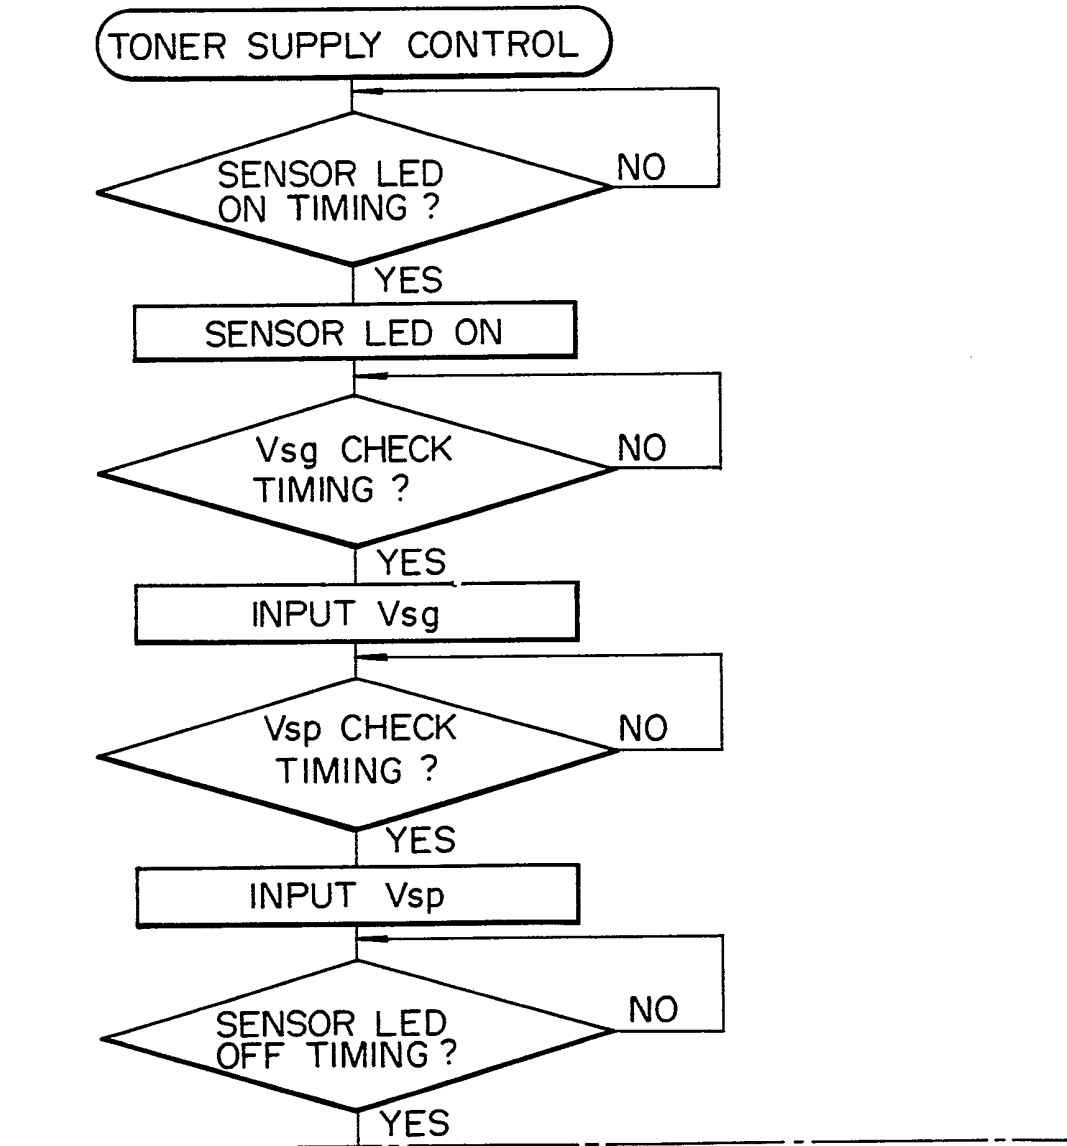 TONER SUPPLY CONTROL
SENSOR LED
ON TIMING ?
NO
YES
SENSOR LED ON
Vsg CHECK
TIMING ?
NO
YES
INPUT Vsg
Vsp CHECK
TIMING ?
NO
YES
INPUT Vsp
SENSOR LED
OFF TIMING ?
NO
YES